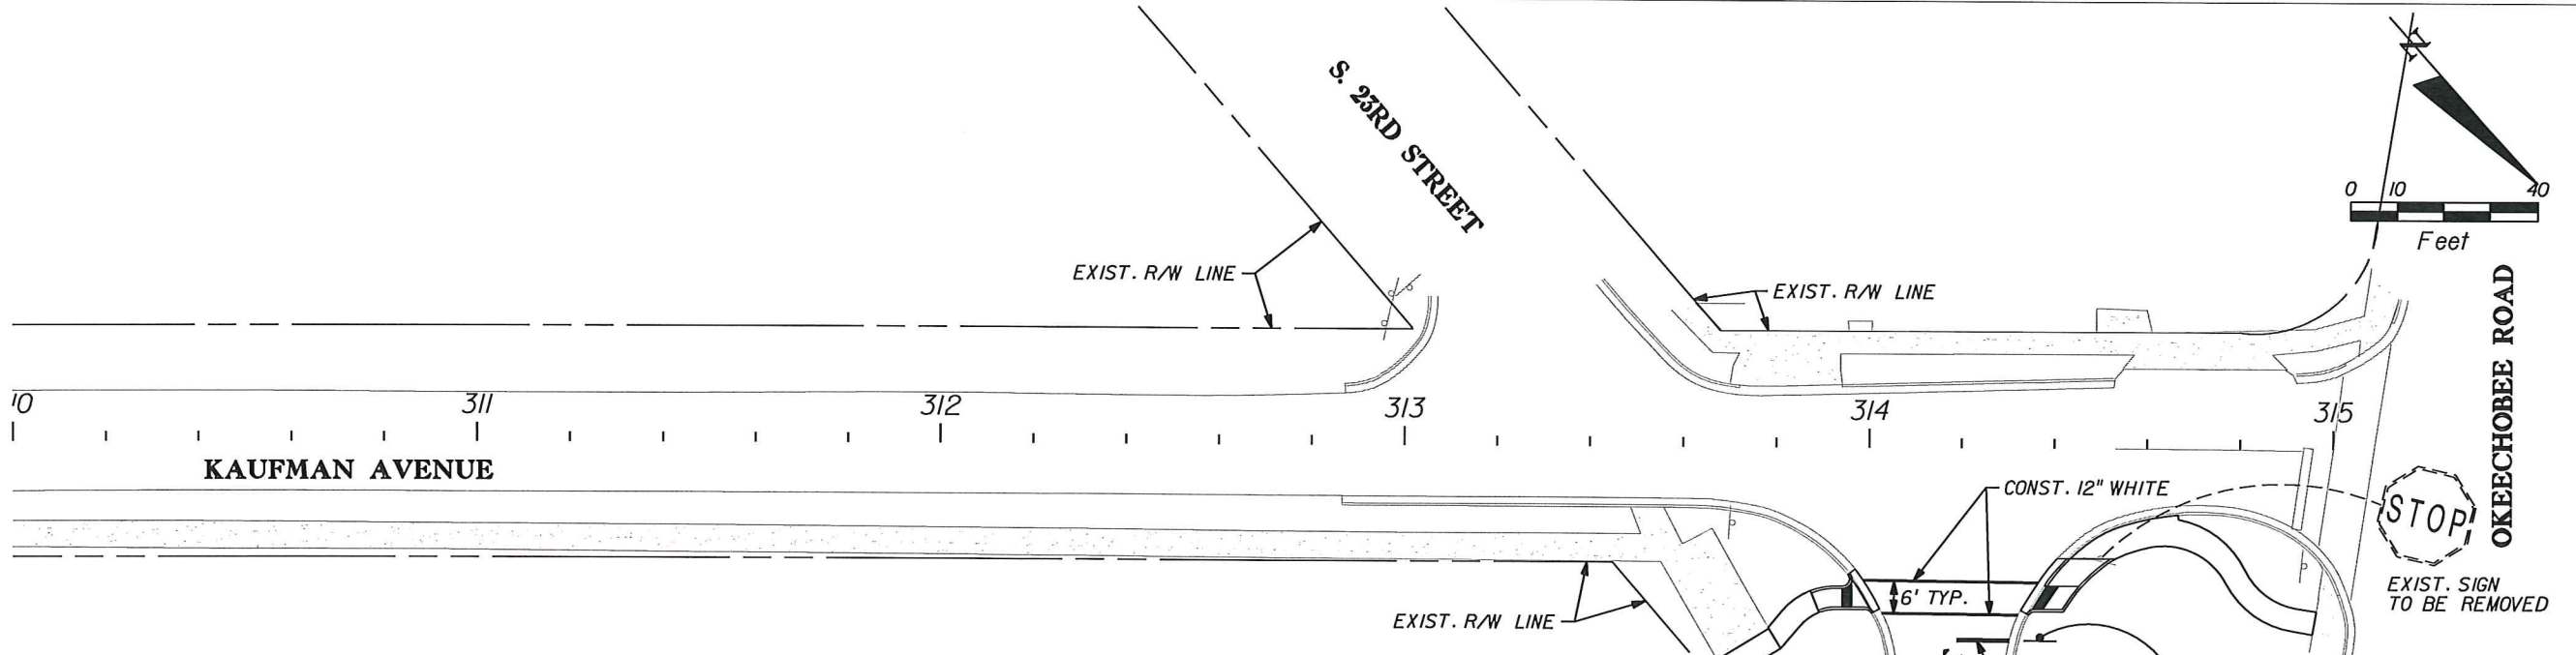 S. 23RD STREET
N
0 10 40
Feet
EXIST. R/W LINE
EXIST. R/W LINE
OKEECHOBEE ROAD
311 312 313 314 315
KAUFMAN AVENUE
CONST. 12" WHITE
STOP
EXIST. SIGN
TO BE REMOVED
6' TYP.
EXIST. R/W LINE